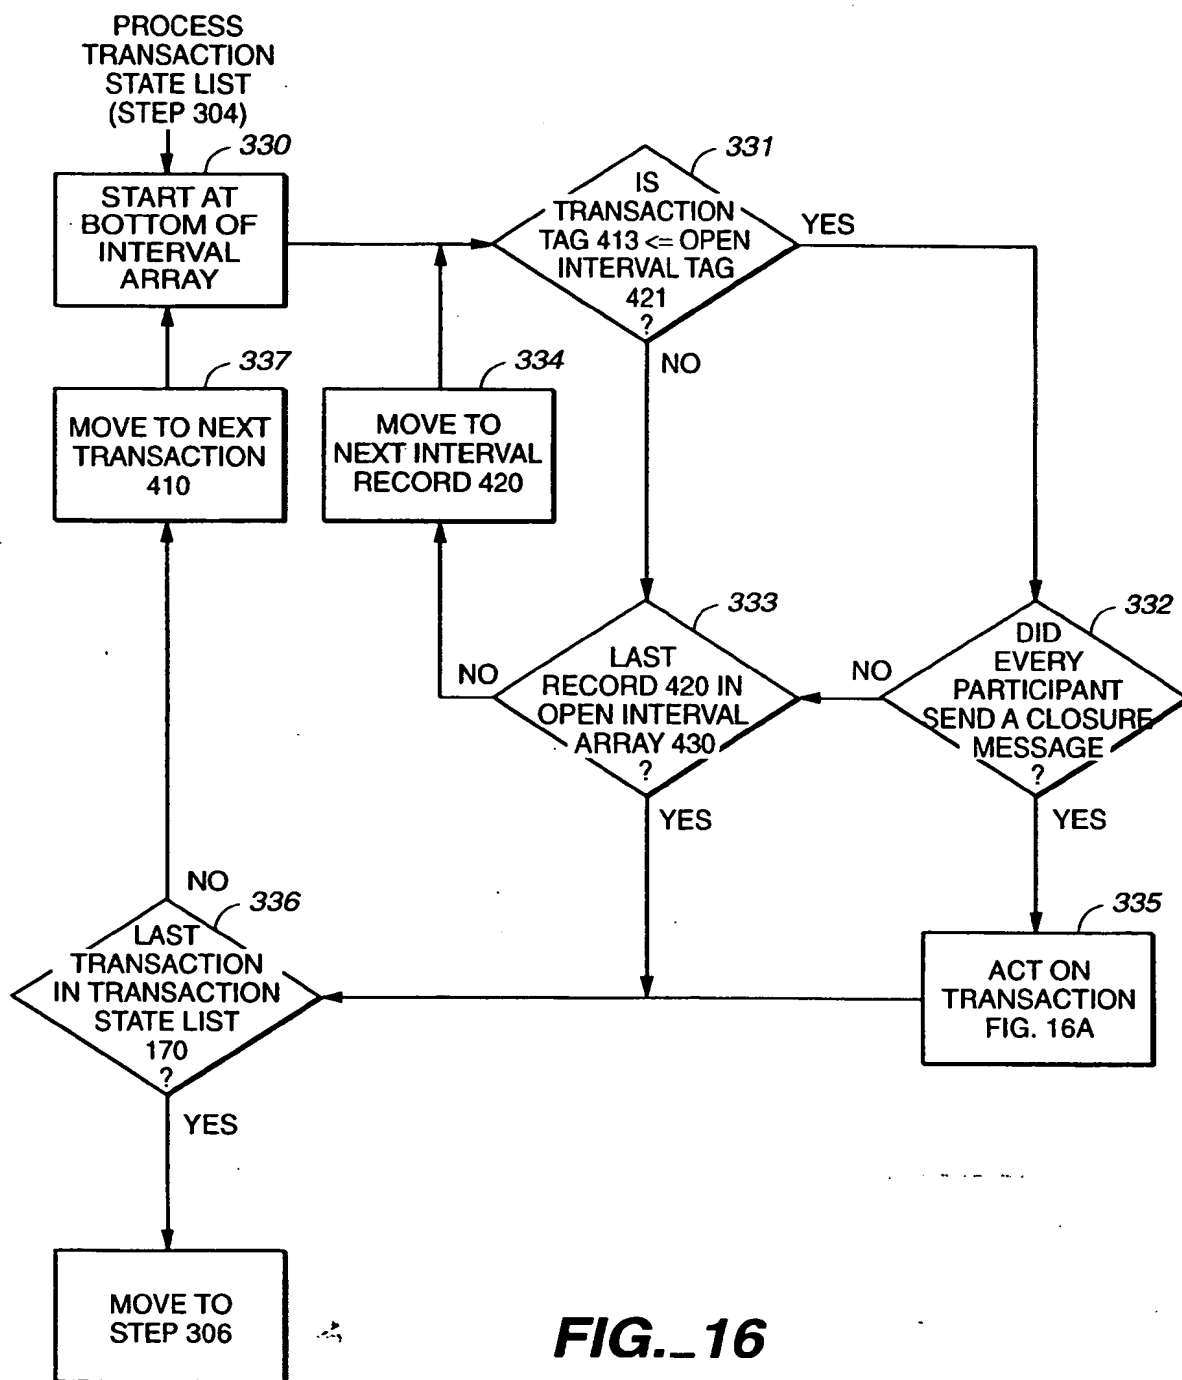 PROCESS
TRANSACTION
STATE LIST
(STEP 304)
330
START AT
BOTTOM OF
INTERVAL
ARRAY
331
IS
TRANSACTION
TAG 413 <= OPEN
INTERVAL TAG
421
?
YES
NO
337
MOVE TO NEXT
TRANSACTION
410
334
MOVE TO
NEXT INTERVAL
RECORD 420
333
LAST
RECORD 420 IN
OPEN INTERVAL
ARRAY 430
?
NO
YES
332
DID
EVERY
PARTICIPANT
SEND A CLOSURE
MESSAGE
?
NO
YES
336
NO
LAST
TRANSACTION
IN TRANSACTION
STATE LIST
170
?
YES
335
ACT ON
TRANSACTION
FIG. 16A
MOVE TO
STEP 306
FIG._16